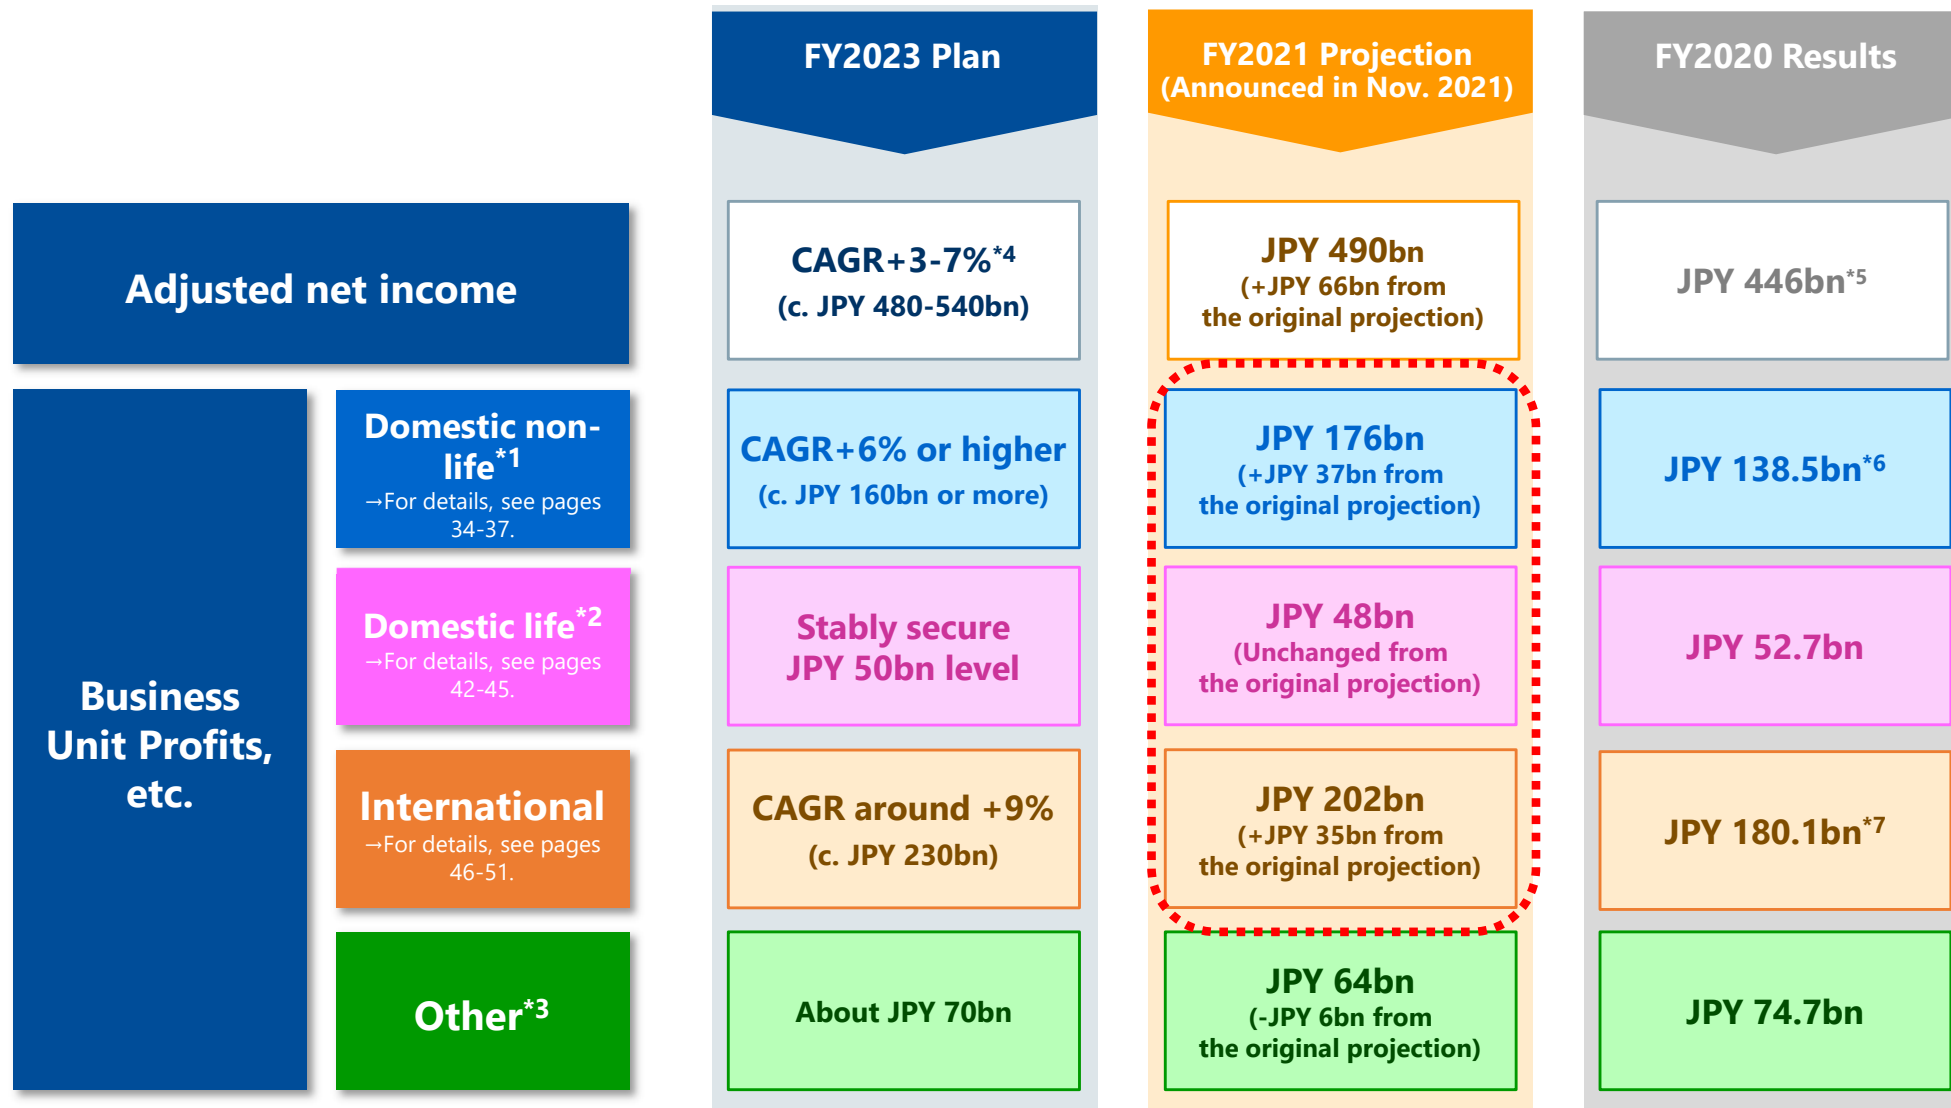 FY2023 Plan
FY2021 Projection
(Announced in Nov. 2021)
FY2020 Results
Adjusted net income
CAGR+3-7%*4
(c. JPY 480-540bn)
JPY 490bn
(+JPY 66bn from
the original projection)
JPY 446bn*5
Business
Unit Profits,
etc.
Domestic non-
life*1
→For details, see pages
34-37.
CAGR+6% or higher
(c. JPY 160bn or more)
JPY 176bn
(+JPY 37bn from
the original projection)
JPY 138.5bn*6
Domestic life*2
→For details, see pages
42-45.
Stably secure
JPY 50bn level
JPY 48bn
(Unchanged from
the original projection)
JPY 52.7bn
International
→For details, see pages
46-51.
CAGR around +9%
(c. JPY 230bn)
JPY 202bn
(+JPY 35bn from
the original projection)
JPY 180.1bn*7
Other*3
About JPY 70bn
JPY 64bn
(-JPY 6bn from
the original projection)
JPY 74.7bn